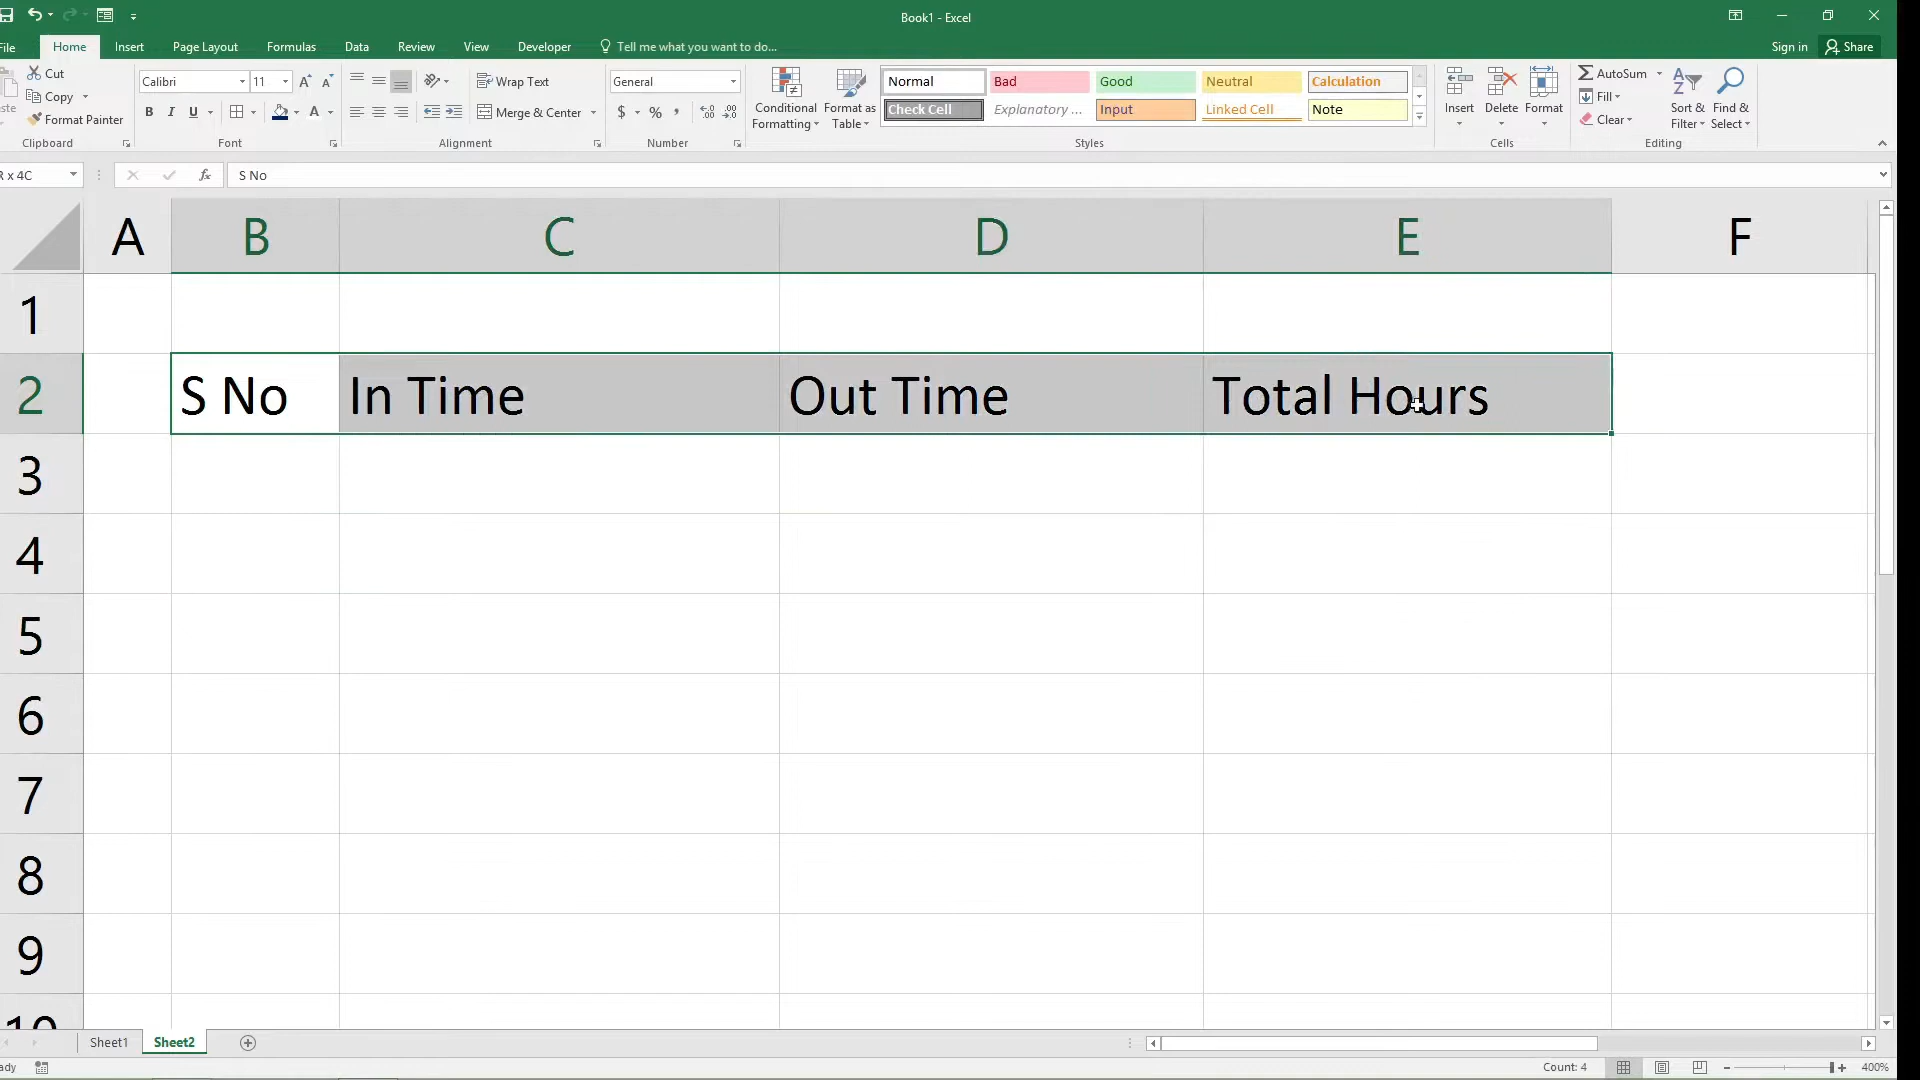 Book1 - Excel
File Home Insert Page Layout Formulas Data Review View Developer Tell me what you want to do... Sign in Share
Cut
Copy
Format Painter
Clipboard
Calibri 11
B I U
Font
Wrap Text
Merge & Center
Alignment
General
$ % ,
Number
Conditional Formatting
Format as Table
Normal Bad Good Neutral Calculation
Check Cell Explanatory ... Input Linked Cell Note
Styles
Insert Delete Format
Cells
AutoSum
Fill
Clear
Sort & Filter
Find & Select
Editing
R x 4C fx S No
A B C D E F
1
2 S No In Time Out Time Total Hours
3
4
5
6
7
8
9
10
Sheet1 Sheet2
Count: 4 400%